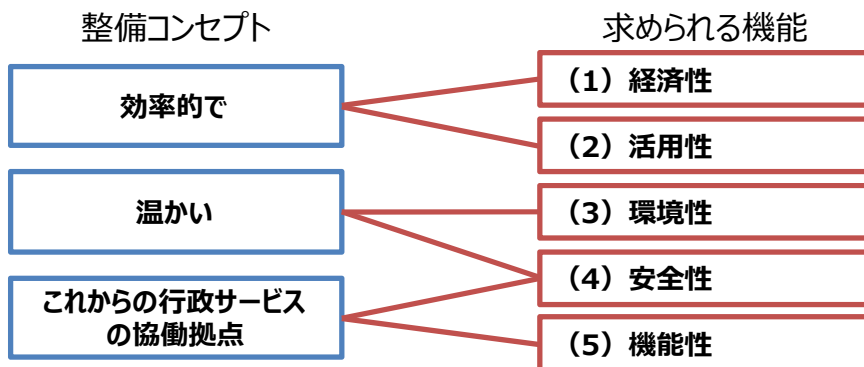 整備コンセプト
求められる機能
効率的で
温かい
これからの行政サービス
の協働拠点
（1）経済性
（2）活用性
（3）環境性
（4）安全性
（5）機能性